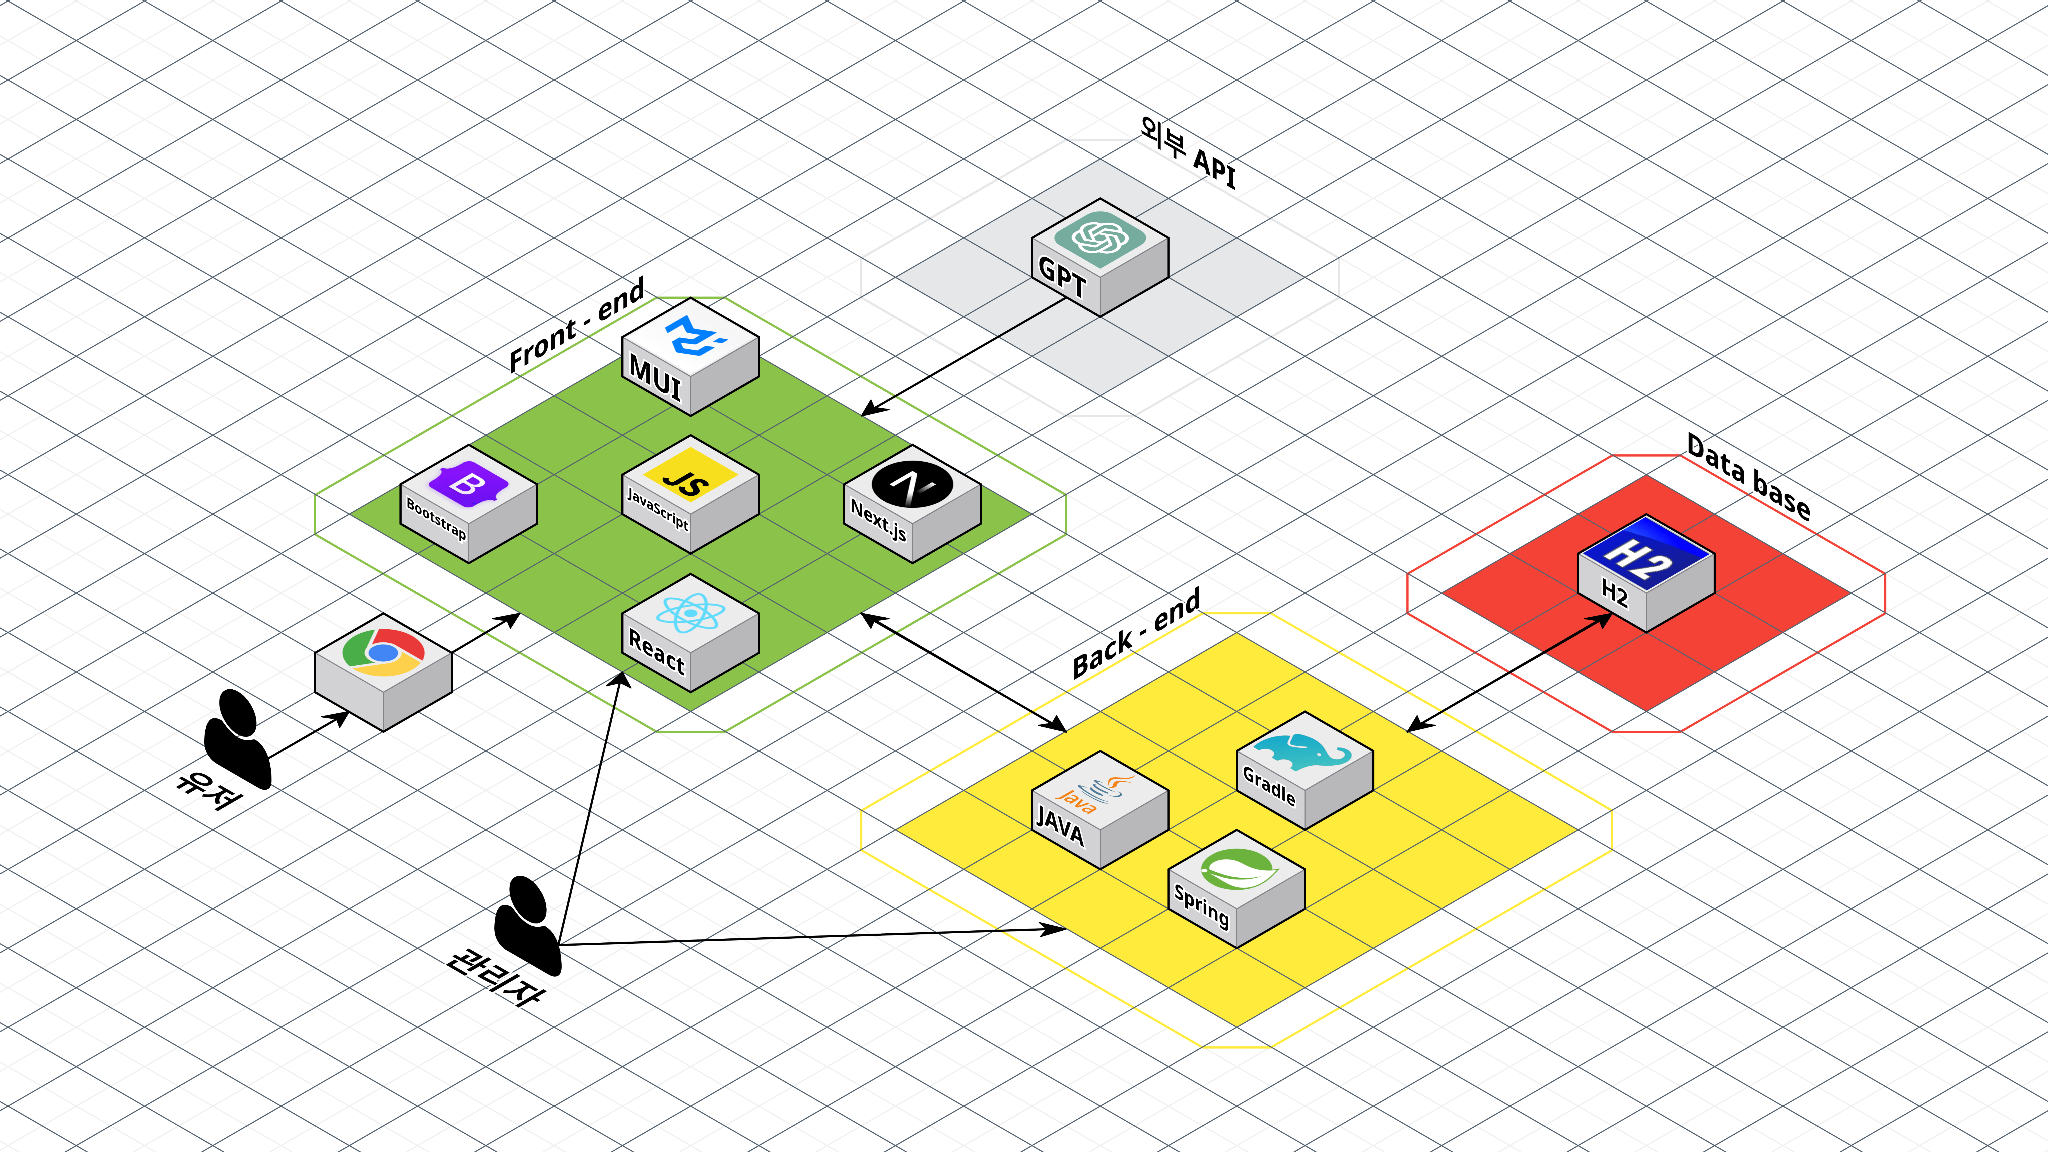 외부 API
GPT
Front - end
MUI
B
Bootstrap
JS
JavaScript
N
Next.js
React
Data base
H2
H2
Back - end
Gradle
Java
JAVA
Spring
유저
관리자